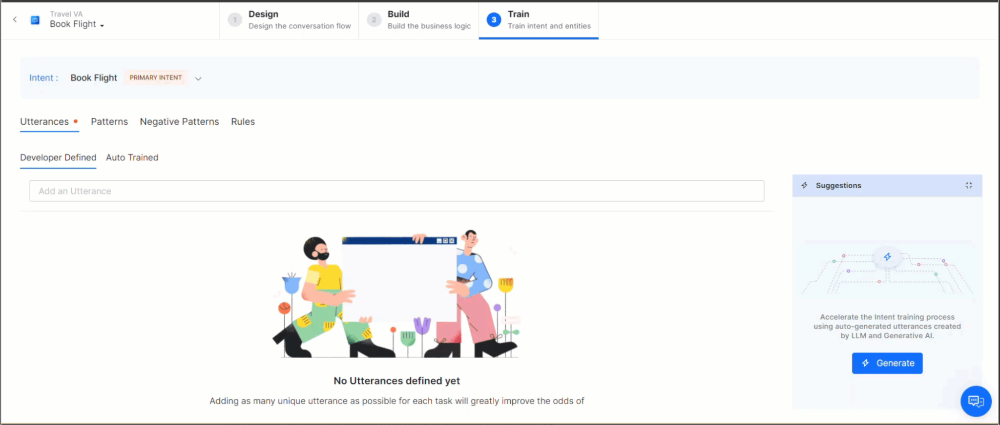 Travel VA
Book Flight
1
Design
Design the conversation flow
2
Build
Build the business logic
3
Train
Train intent and entities
Intent :
Book Flight
PRIMARY INTENT
Utterances
Patterns
Negative Patterns
Rules
Developer Defined
Auto Trained
Add an Utterance
Suggestions
Accelerate the Intent training process
using auto-generated utterances created
by LLM and Generative AI.
Generate
No Utterances defined yet
Adding as many unique utterance as possible for each task will greatly improve the odds of